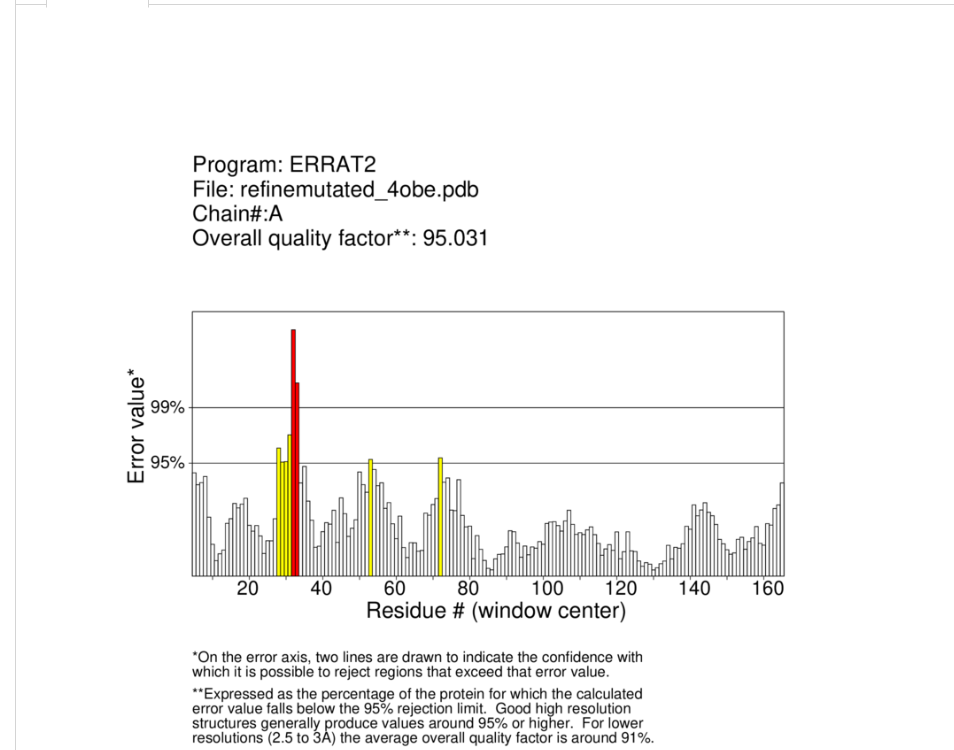 Program: ERRAT2
File: refinemutated_4obe.pdb
Chain#:A
Overall quality factor**: 95.031
Error value*
99%
95%
20 40 60 80 100 120 140 160
Residue # (window center)
*On the error axis, two lines are drawn to indicate the confidence with
which it is possible to reject regions that exceed that error value.
**Expressed as the percentage of the protein for which the calculated
error value falls below the 95% rejection limit. Good high resolution
structures generally produce values around 95% or higher. For lower
resolutions (2.5 to 3Å) the average overall quality factor is around 91%.